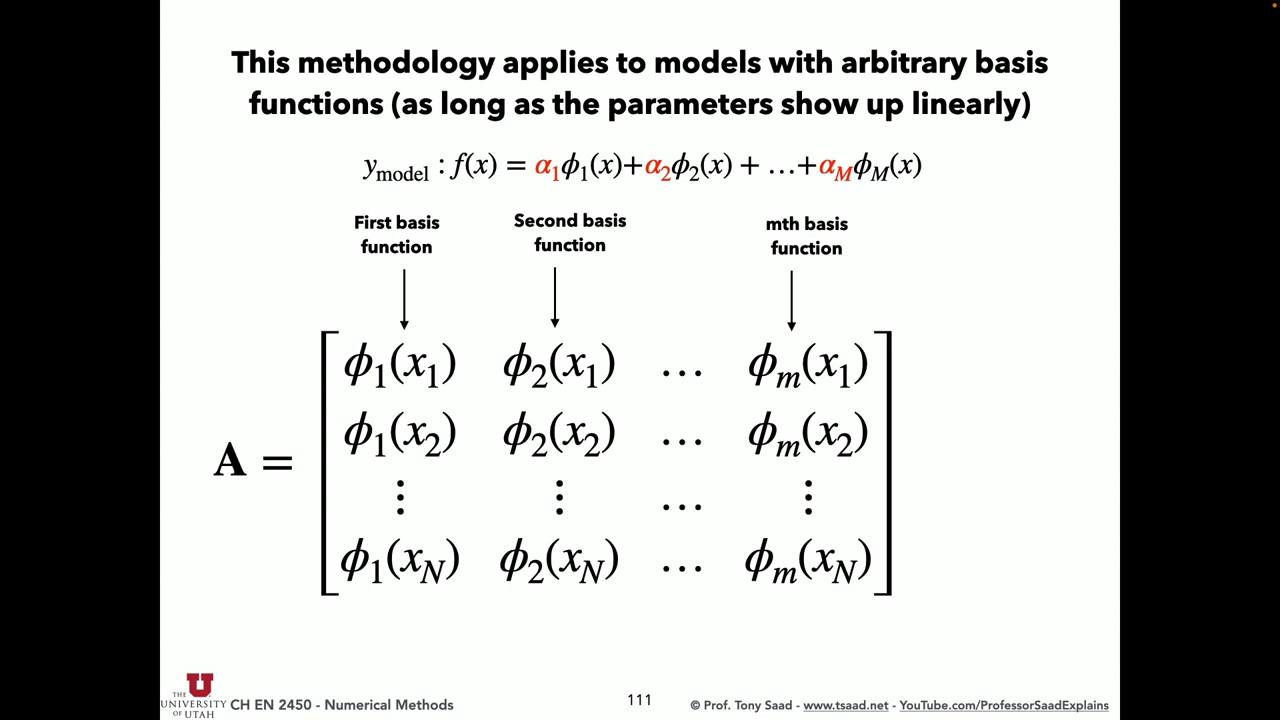 This methodology applies to models with arbitrary basis
functions (as long as the parameters show up linearly)
y_model : f(x) = α₁ϕ₁(x)+α₂ϕ₂(x) + …+α_Mϕ_M(x)
First basis
function
Second basis
function
mth basis
function
ϕ₁(x₁) ϕ₂(x₁) … ϕₘ(x₁)
ϕ₁(x₂) ϕ₂(x₂) … ϕₘ(x₂)
A =
⋮ ⋮ … ⋮
ϕ₁(x_N) ϕ₂(x_N) … ϕₘ(x_N)
U
THE
UNIVERSITY
OF UTAH
CH EN 2450 - Numerical Methods
111
© Prof. Tony Saad - www.tsaad.net - YouTube.com/ProfessorSaadExplains